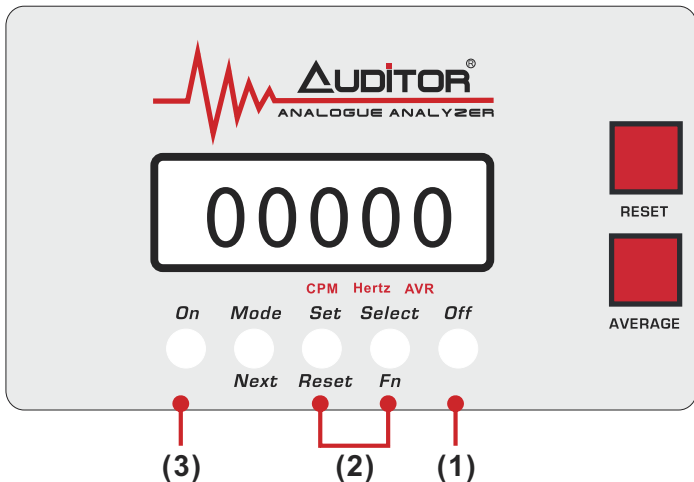 AUDITOR®
ANALOGUE ANALYZER
00000
RESET
CPM Hertz AVR
On Mode Set Select Off
AVERAGE
Next Reset Fn
(3) (2) (1)